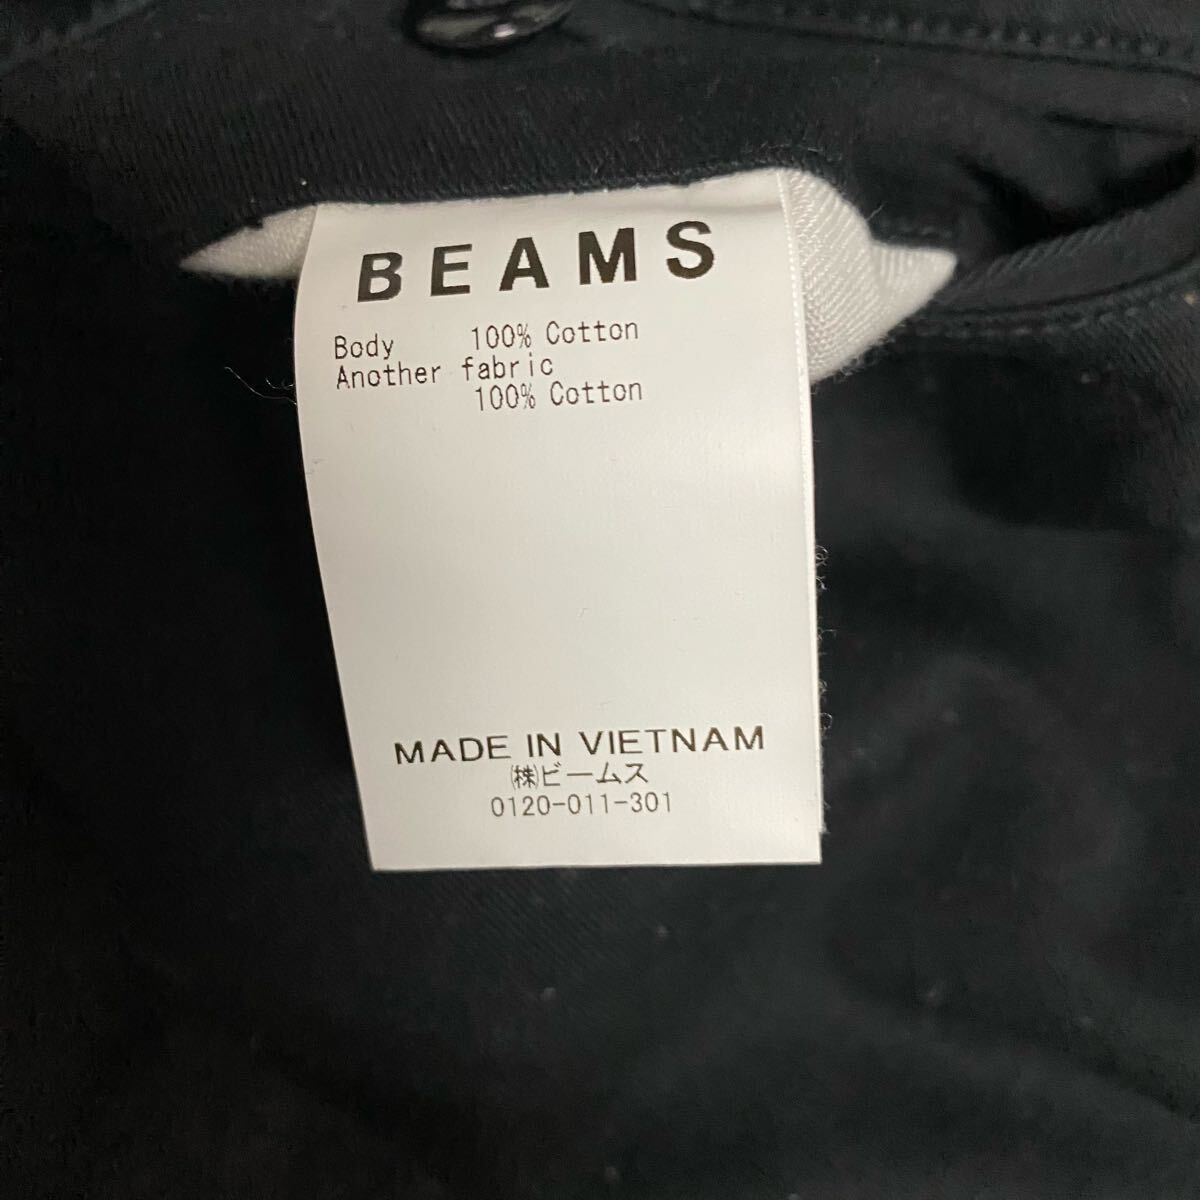 BEAMS
Body 100% Cotton
Another fabric
100% Cotton
MADE IN VIETNAM
㈱ビームス
0120-011-301